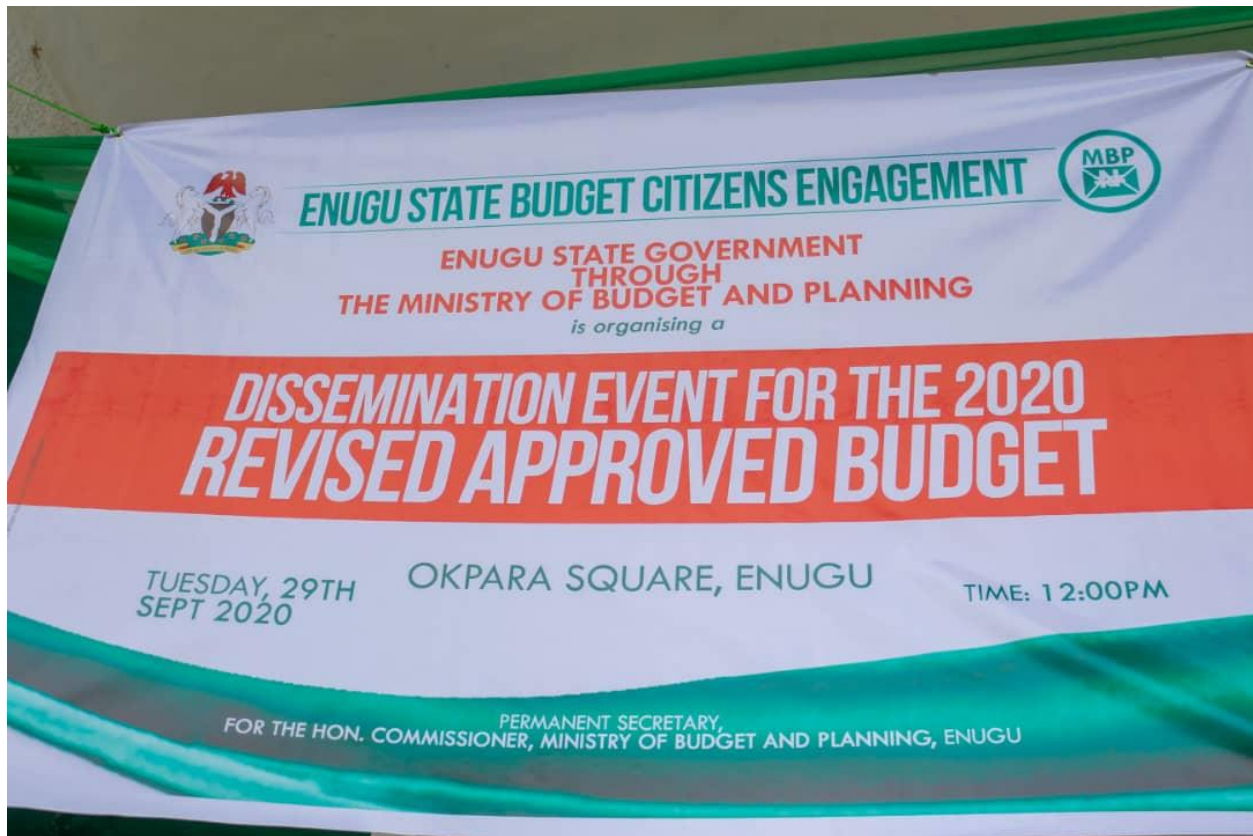 ENUGU STATE BUDGET CITIZENS ENGAGEMENT
MBP
ENUGU STATE GOVERNMENT
THROUGH
THE MINISTRY OF BUDGET AND PLANNING
is organising a
DISSEMINATION EVENT FOR THE 2020
REVISED APPROVED BUDGET
TUESDAY, 29TH
SEPT 2020
OKPARA SQUARE, ENUGU
TIME: 12:00PM
PERMANENT SECRETARY,
FOR THE HON. COMMISSIONER, MINISTRY OF BUDGET AND PLANNING, ENUGU